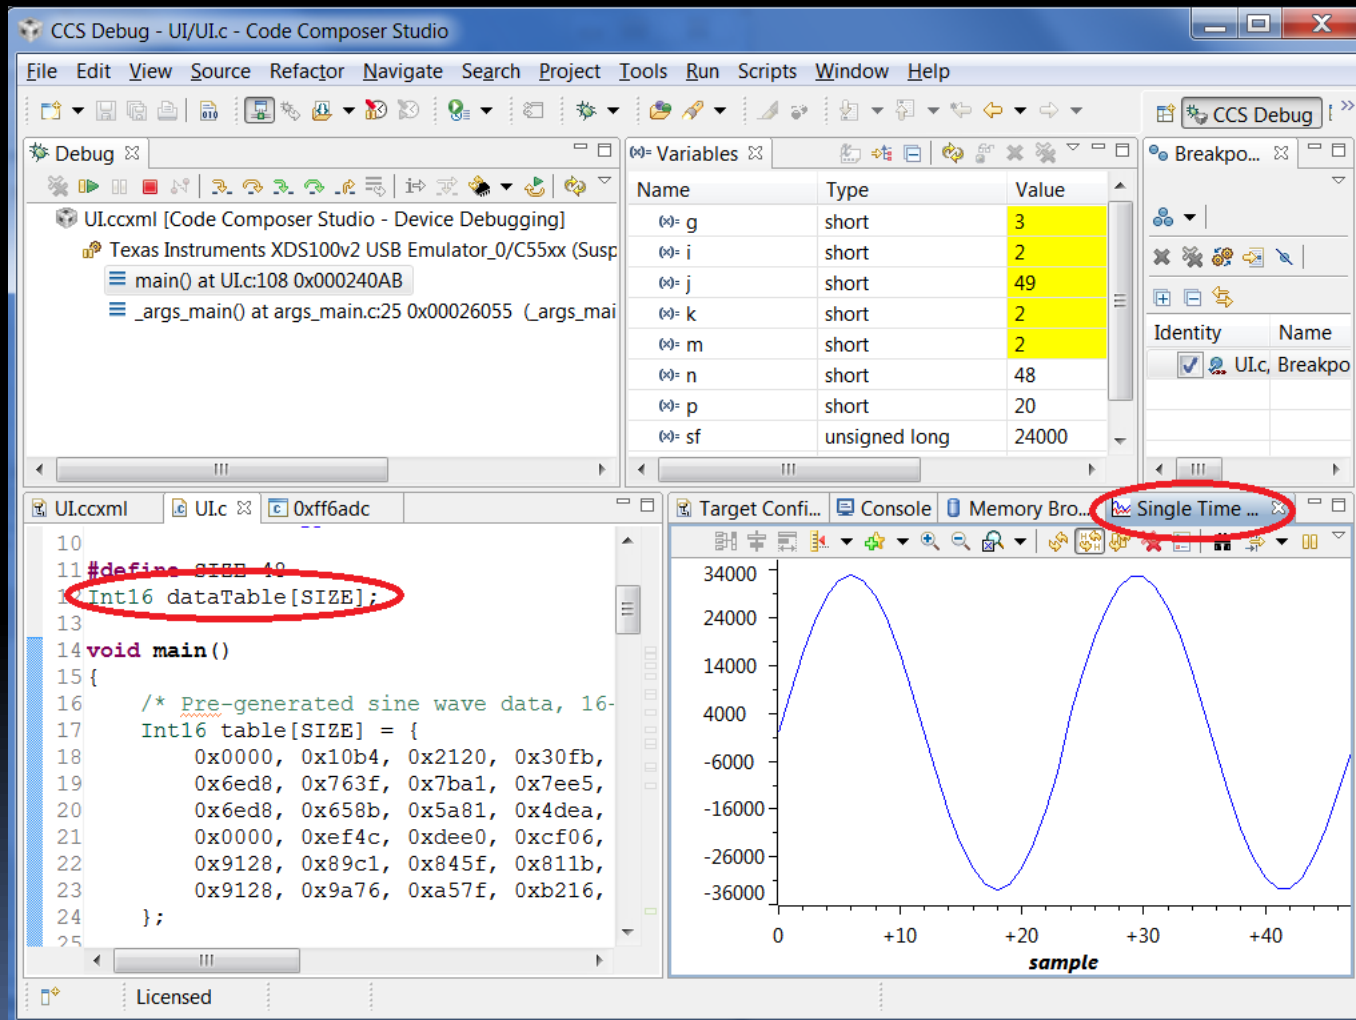 CCS Debug - UI/UI.c - Code Composer Studio
File Edit View Source Refactor Navigate Search Project Tools Run Scripts Window Help
CCS Debug
Debug
UI.ccxml [Code Composer Studio - Device Debugging]
Texas Instruments XDS100v2 USB Emulator_0/C55xx (Susp
main() at UI.c:108 0x000240AB
_args_main() at args_main.c:25 0x00026055 (_args_mai
(x)= Variables
Name Type Value
(x)= g short 3
(x)= i short 2
(x)= j short 49
(x)= k short 2
(x)= m short 2
(x)= n short 48
(x)= p short 20
(x)= sf unsigned long 24000
Breakpo...
Identity Name
UI.c, Breakpo
UI.ccxml UI.c 0xff6adc
10
11 #define SIZE 48
12 Int16 dataTable[SIZE];
13
14 void main()
15 {
16 /* Pre-generated sine wave data, 16-
17 Int16 table[SIZE] = {
18 0x0000, 0x10b4, 0x2120, 0x30fb,
19 0x6ed8, 0x763f, 0x7ba1, 0x7ee5,
20 0x6ed8, 0x658b, 0x5a81, 0x4dea,
21 0x0000, 0xef4c, 0xdee0, 0xcf06,
22 0x9128, 0x89c1, 0x845f, 0x811b,
23 0x9128, 0x9a76, 0xa57f, 0xb216,
24 };
25
Target Confi... Console Memory Bro... Single Time ...
34000
24000
14000
4000
-6000
-16000
-26000
-36000
0 +10 +20 +30 +40
sample
Licensed